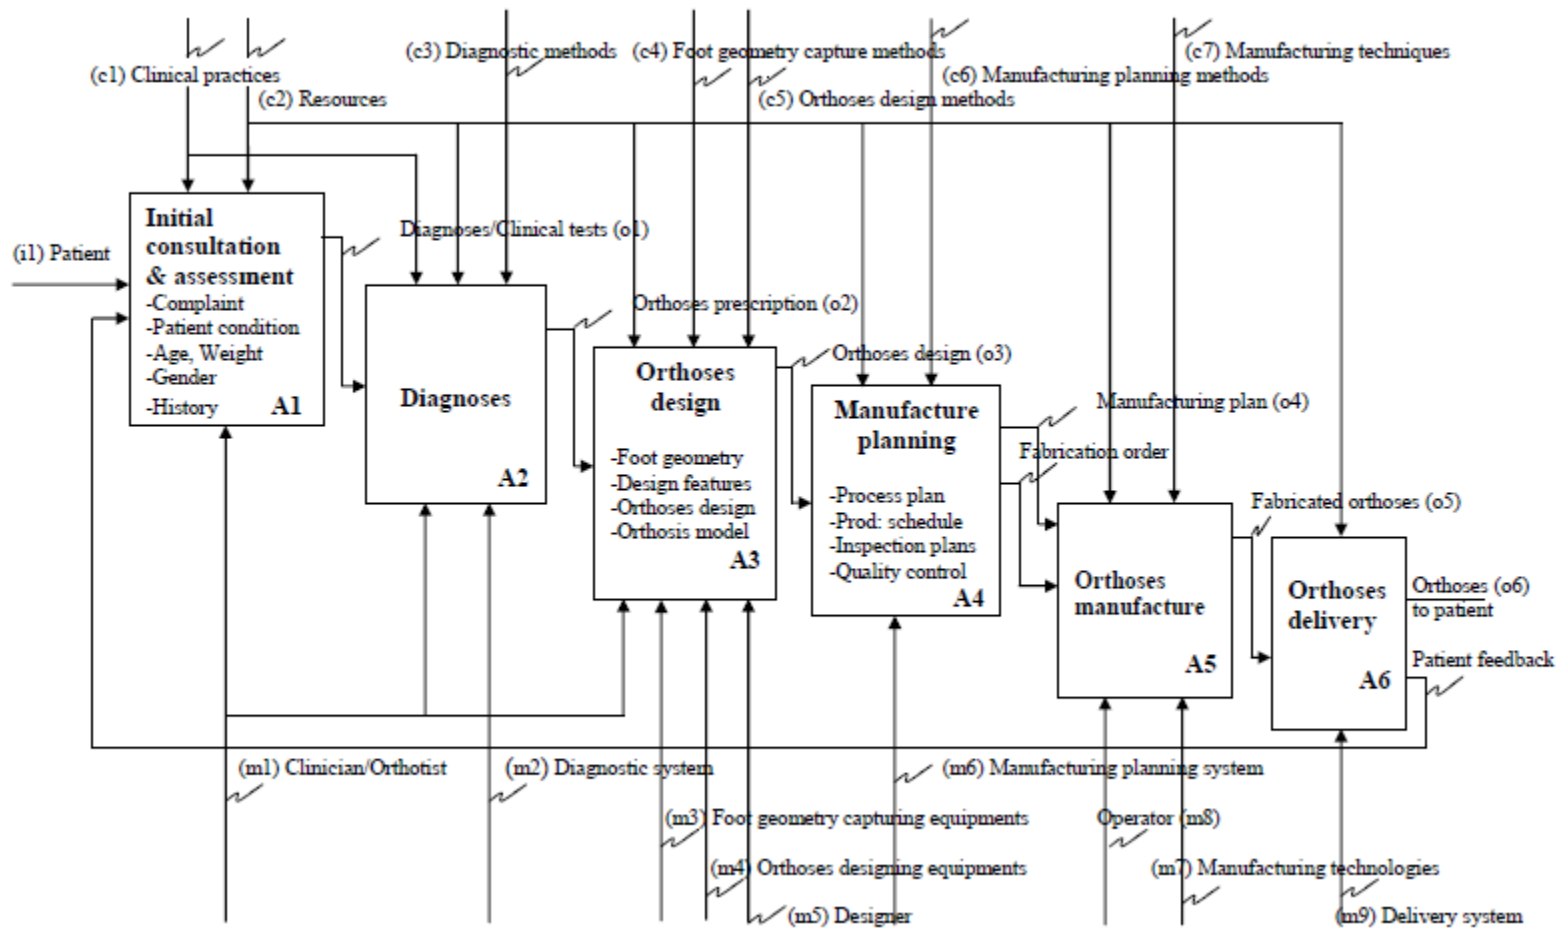 (c3) Diagnostic methods
(c4) Foot geometry capture methods
(c7) Manufacturing techniques
(c1) Clinical practices
(c6) Manufacturing planning methods
(c2) Resources
(c5) Orthoses design methods
Initial
consultation
& assessment
-Complaint
-Patient condition
-Age, Weight
-Gender
-History
A1
(i1) Patient
Diagnoses/Clinical tests (o1)
Diagnoses
A2
Orthoses prescription (o2)
Orthoses
design
-Foot geometry
-Design features
-Orthoses design
-Orthosis model
A3
Orthoses design (o3)
Manufacture
planning
-Process plan
-Prod: schedule
-Inspection plans
-Quality control
A4
Manufacturing plan (o4)
Fabrication order
Orthoses
manufacture
A5
Fabricated orthoses (o5)
Orthoses
delivery
A6
Orthoses (o6)
to patient
Patient feedback
(m1) Clinician/Orthotist
(m2) Diagnostic system
(m6) Manufacturing planning system
(m3) Foot geometry capturing equipments
Operator (m8)
(m4) Orthoses designing equipments
(m7) Manufacturing technologies
(m5) Designer
(m9) Delivery system